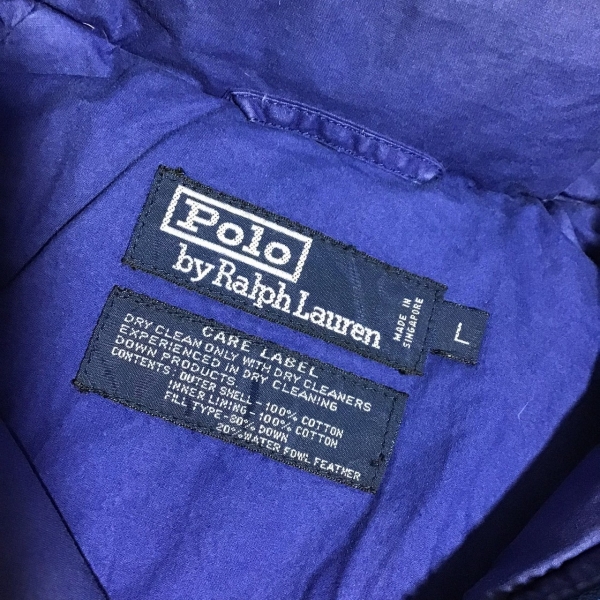 Polo
by Ralph Lauren
MADE IN
SINGAPORE
L
CARE LABEL
DRY CLEAN ONLY WITH DRY CLEANERS
EXPERIENCED IN DRY CLEANING
DOWN PRODUCTS
CONTENTS: OUTER SHELL-100% COTTON
INNER LINING-100% COTTON
FILL TYPE-80% DOWN
20% WATER FOWL FEATHER